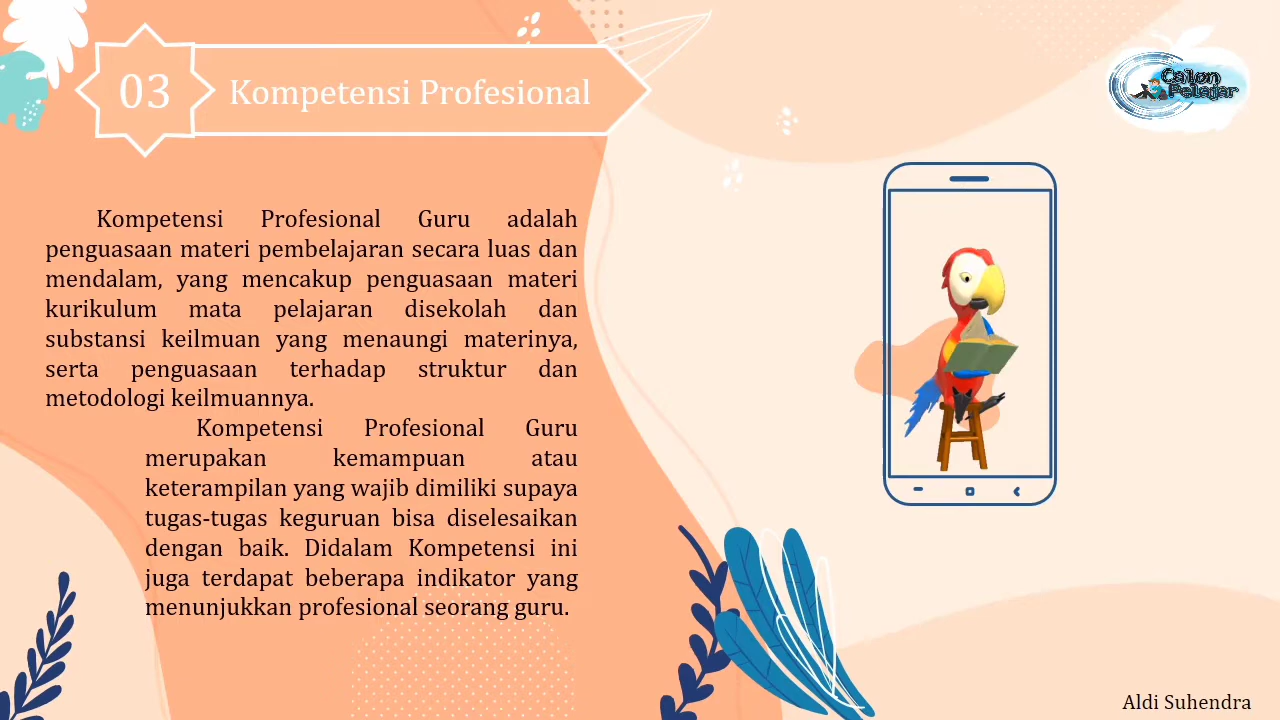 03
Kompetensi Profesional
Calon
Pelajar
Kompetensi Profesional Guru adalah
penguasaan materi pembelajaran secara luas dan
mendalam, yang mencakup penguasaan materi
kurikulum mata pelajaran disekolah dan
substansi keilmuan yang menaungi materinya,
serta penguasaan terhadap struktur dan
metodologi keilmuannya.
Kompetensi Profesional Guru
merupakan kemampuan atau
keterampilan yang wajib dimiliki supaya
tugas-tugas keguruan bisa diselesaikan
dengan baik. Didalam Kompetensi ini
juga terdapat beberapa indikator yang
menunjukkan profesional seorang guru.
Aldi Suhendra